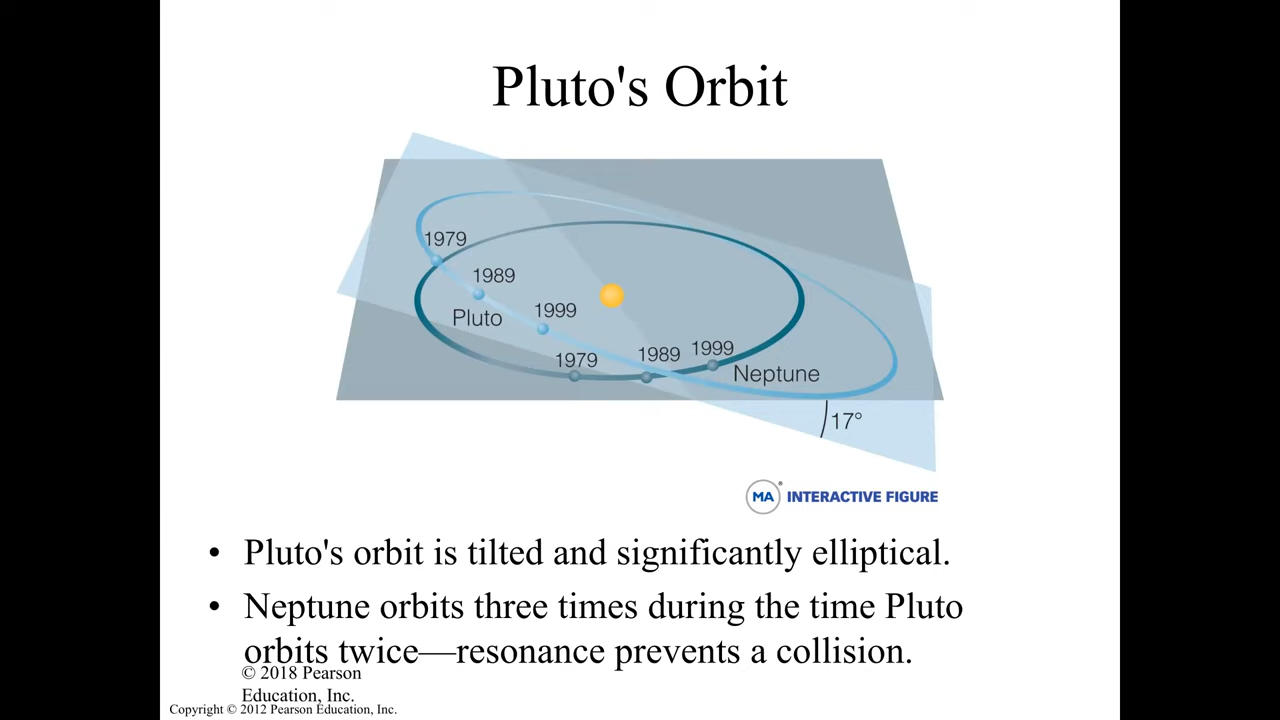 Pluto's Orbit
1979
1989
Pluto
1999
1979
1989
1999
Neptune
17°
MA INTERACTIVE FIGURE
• Pluto's orbit is tilted and significantly elliptical.
• Neptune orbits three times during the time Pluto
orbits twice—resonance prevents a collision.
© 2018 Pearson
Education, Inc.
Copyright © 2012 Pearson Education, Inc.